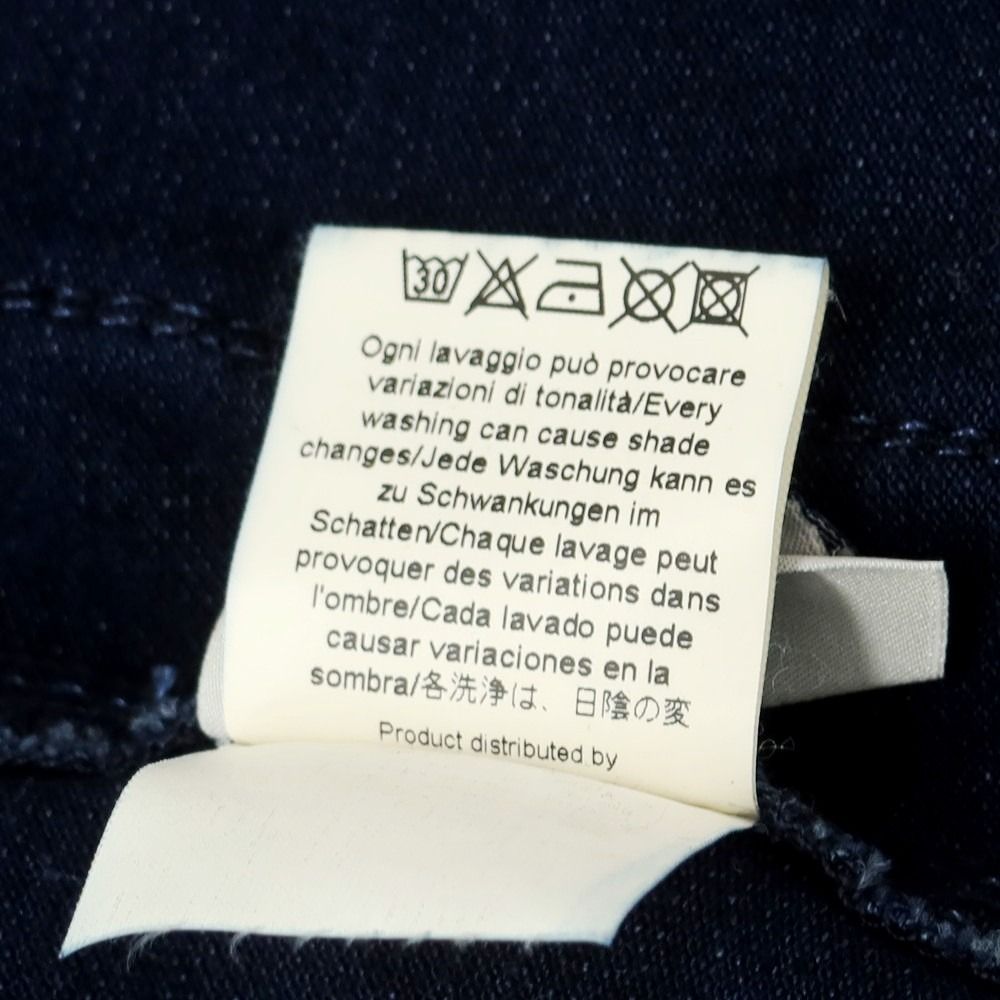 30
Ogni lavaggio può provocare
variazioni di tonalità/Every
washing can cause shade
changes/Jede Waschung kann es
zu Schwankungen im
Schatten/Chaque lavage peut
provoquer des variations dans
l'ombre/Cada lavado puede
causar variaciones en la
sombra/各洗浄は、日陰の変
Product distributed by